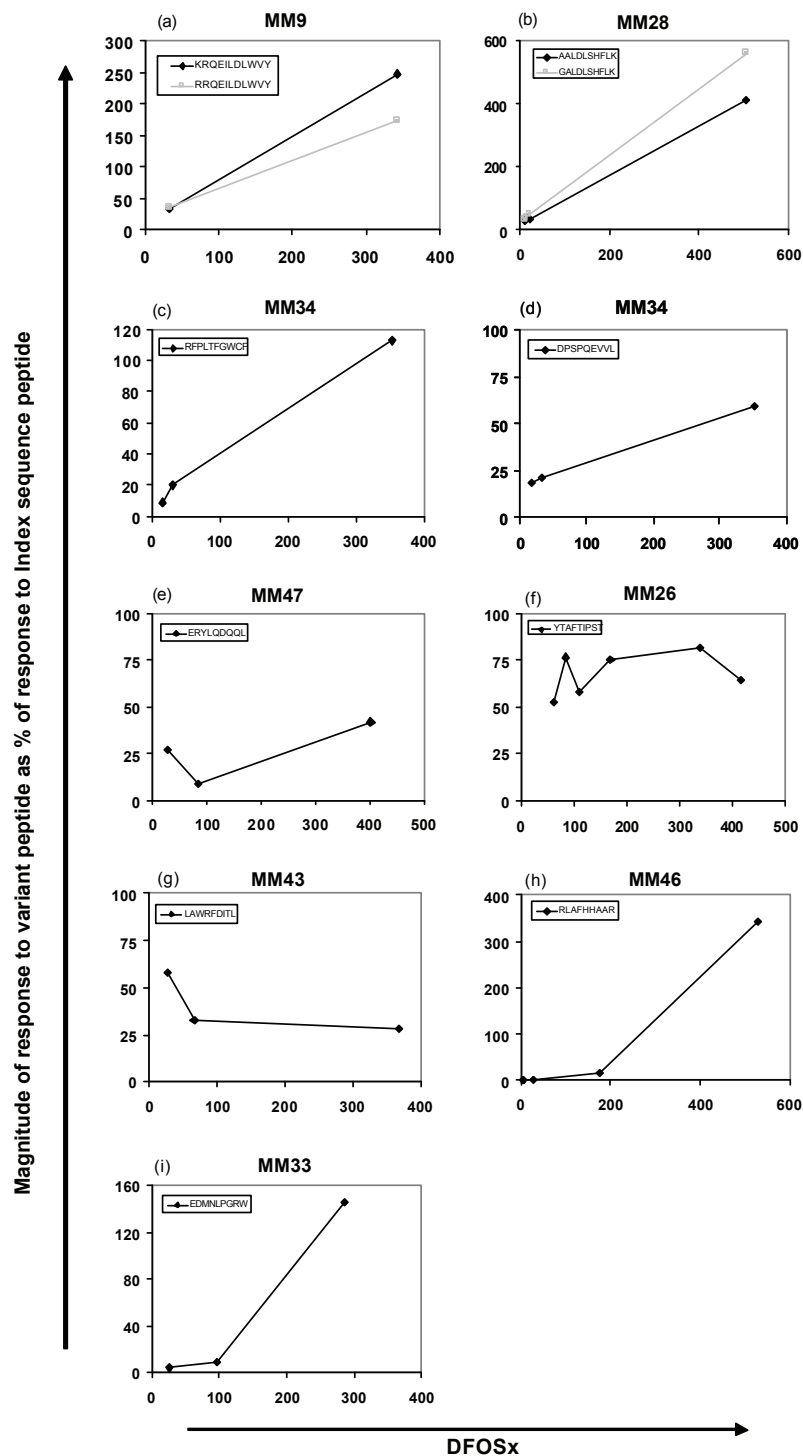 Magnitude of response to variant peptide as % of response to Index sequence peptide
(a) MM9
300
250
200
150
100
50
0
KRQEILDLWVY
RRQEILDLWVY
0 100 200 300 400
(b) MM28
600
400
200
0
AALDLSHFLK
GALDLSHFLK
0 200 400 600
(c) MM34
120
100
80
60
40
20
0
RFPLTFGWCF
0 100 200 300 400
(d) MM34
100
75
50
25
0
DPSPQEVVL
0 100 200 300 400
(e) MM47
100
75
50
25
0
ERYLQDQQL
0 100 200 300 400 500
(f) MM26
100
75
50
25
0
YTAFTIPST
0 100 200 300 400 500
(g) MM43
100
75
50
25
0
LAWRFDITL
0 100 200 300 400
(h) MM46
400
300
200
100
0
RLAFHHAAR
0 200 400 600
(i) MM33
160
120
80
40
0
EDMNLPGRW
0 100 200 300 400
DFOSx